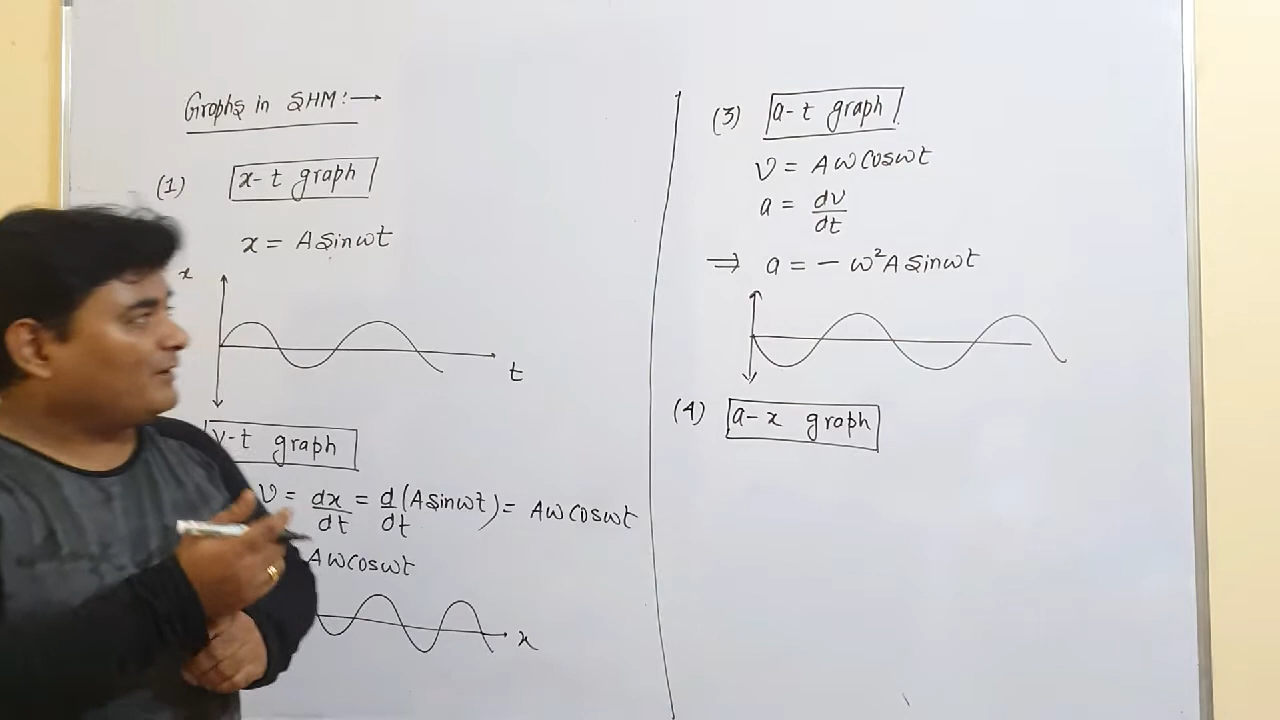 Graphs in SHM:→
(1) x-t graph
x = A sin ωt
x
t
v-t graph
v = dx/dt = d/dt (A sin ωt) = Aω cos ωt
Aω cos ωt
x
(3) a-t graph
v = Aω cos ωt
a = dv/dt
⇒ a = - ω²A sin ωt
(4) a-x graph